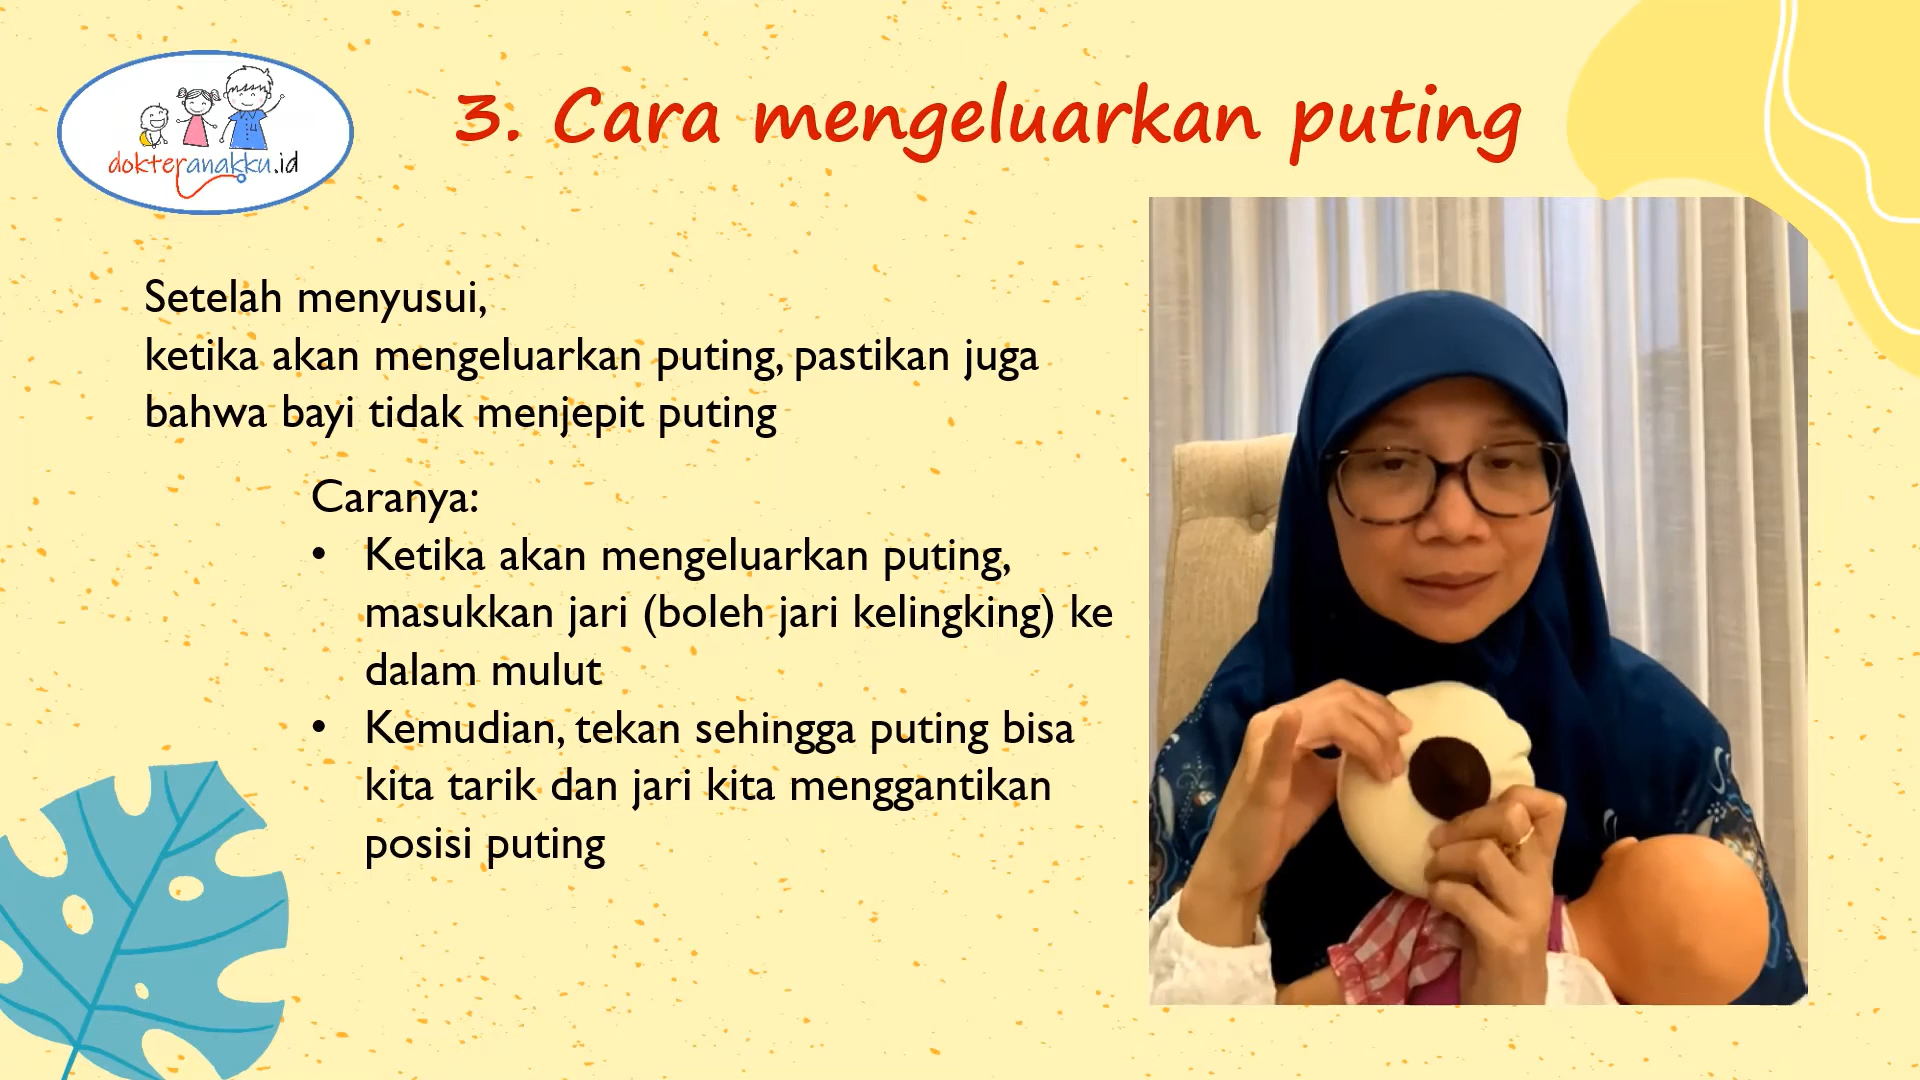 dokteranakku.id
3. Cara mengeluarkan puting
Setelah menyusui,
ketika akan mengeluarkan puting, pastikan juga
bahwa bayi tidak menjepit puting
Caranya:
• Ketika akan mengeluarkan puting,
masukkan jari (boleh jari kelingking) ke
dalam mulut
• Kemudian, tekan sehingga puting bisa
kita tarik dan jari kita menggantikan
posisi puting